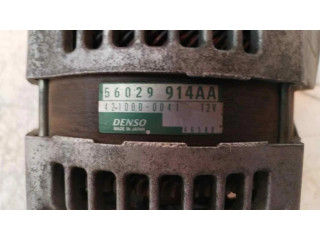 56029 914AA
421000-0041 12V
DENSO
MADE IN JAPAN